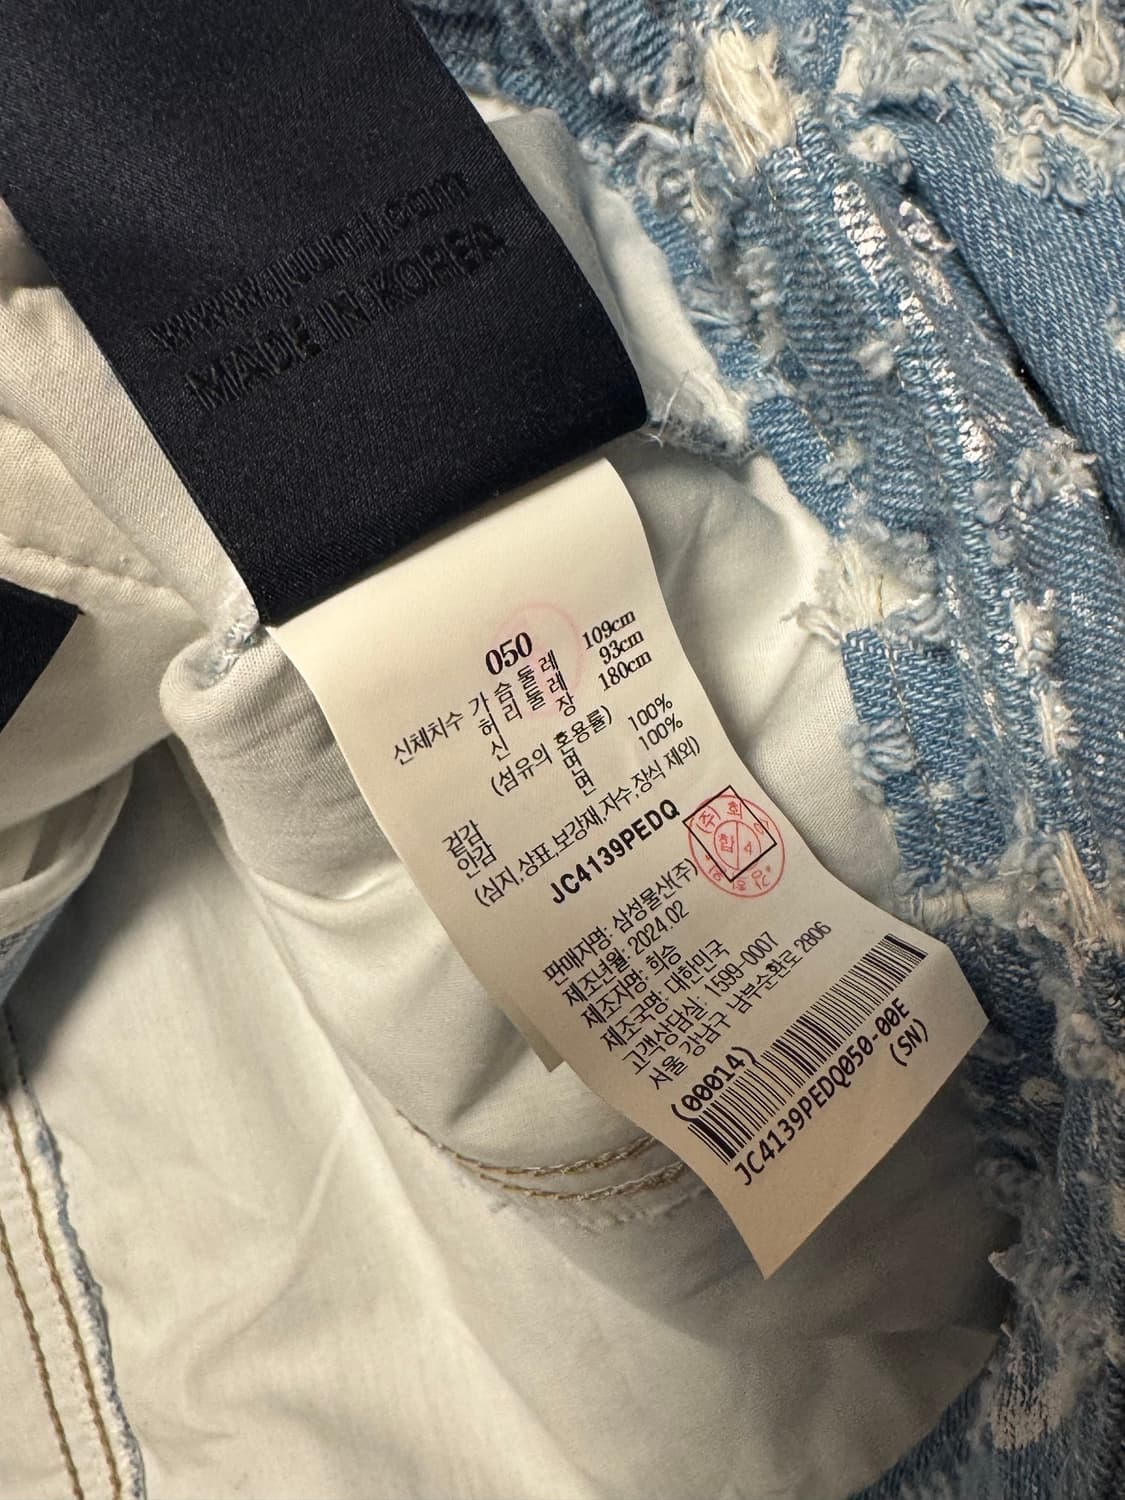 www.juunj.com
MADE IN KOREA
050
신체치수 가슴둘레 109cm
허리둘레 93cm
신 장 180cm
(섬유의 혼용률)
겉감 면 100%
안감 면 100%
(심지,상표,보강재,자수,장식 제외)
JC4139PEDQ
판매자명: 삼성물산(주)
제조년월: 2024.02
제조자명: 희승
제조국명: 대한민국
고객상담실: 1599-0007
서울 강남구 남부순환로 2806
(00014)
JC4139PEDQ050-00E
(SN)